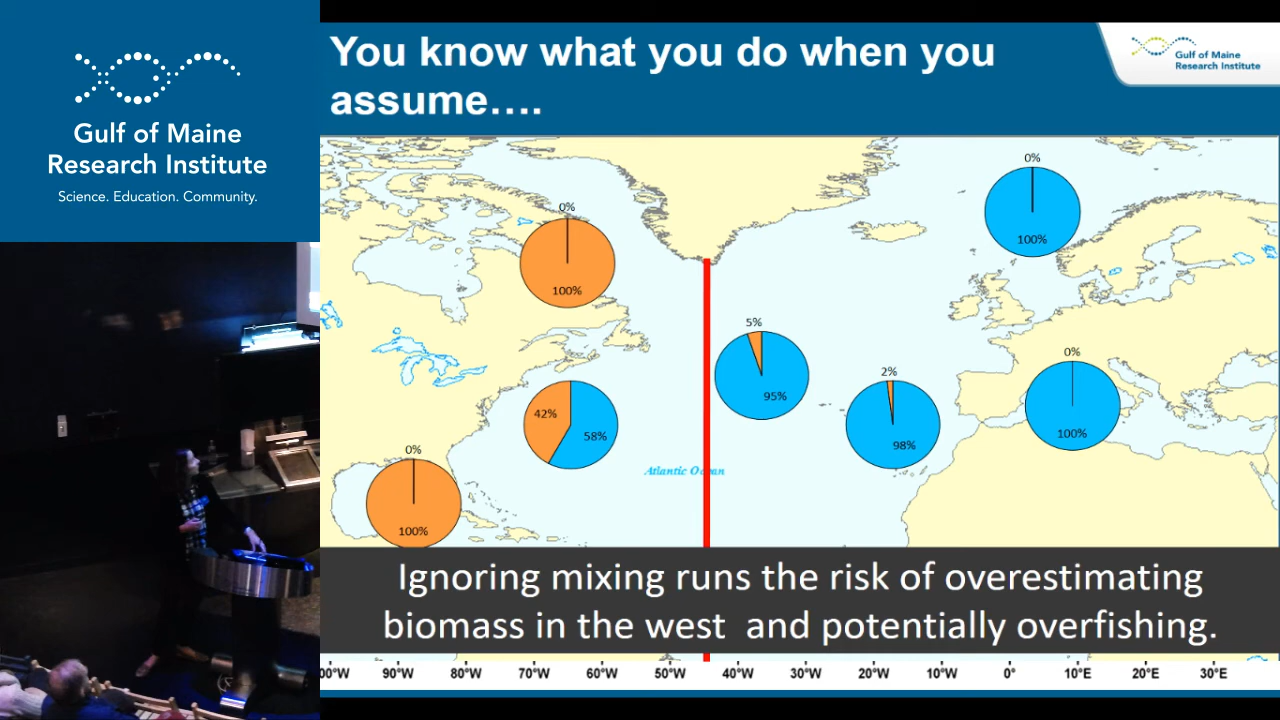 Gulf of Maine
Research Institute
Science. Education. Community.
You know what you do when you
assume....
Gulf of Maine
Research Institute
0%
100%
0%
100%
5%
95%
2%
98%
0%
100%
42%
58%
0%
100%
Atlantic Ocean
Ignoring mixing runs the risk of overestimating
biomass in the west and potentially overfishing.
00°W 90°W 80°W 70°W 60°W 40°W 30°W 20°W 10°W 0° 10°E 20°E 30°E